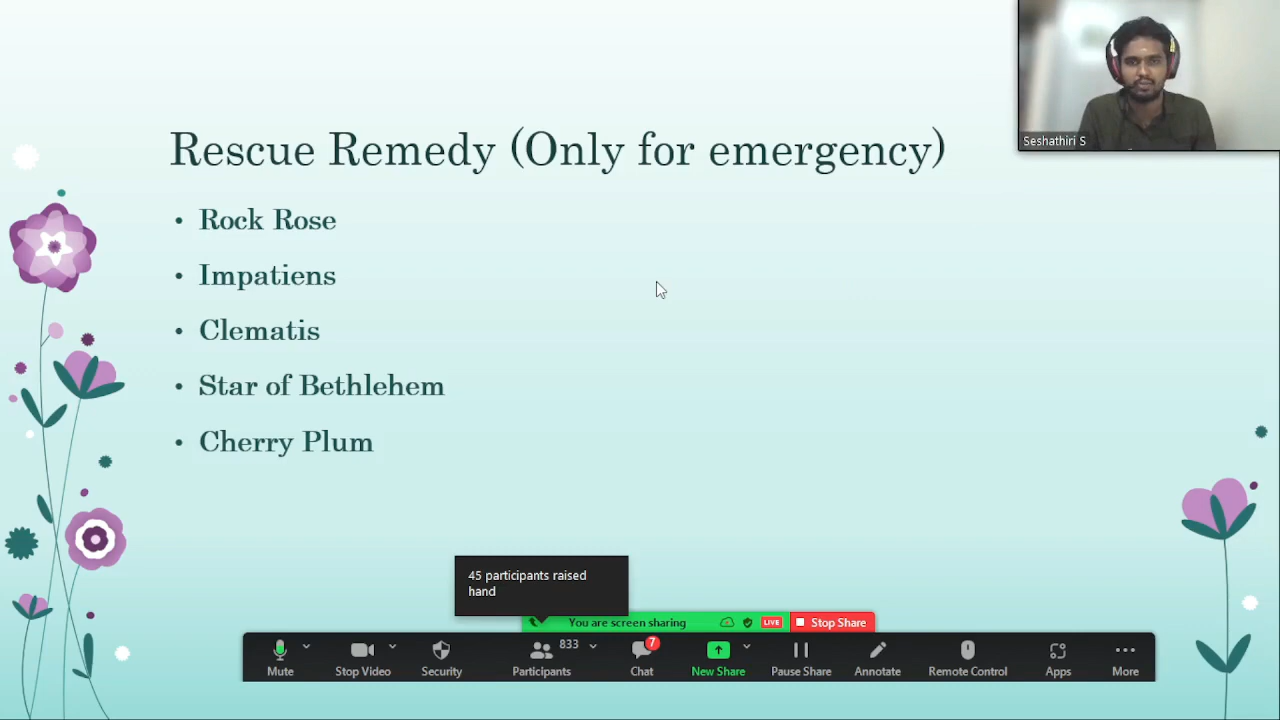 Seshathiri S
Rescue Remedy (Only for emergency)
• Rock Rose
• Impatiens
• Clematis
• Star of Bethlehem
• Cherry Plum
45 participants raised
hand
You are screen sharing
LIVE
Stop Share
833
7
Mute
Stop Video
Security
Participants
Chat
New Share
Pause Share
Annotate
Remote Control
Apps
More